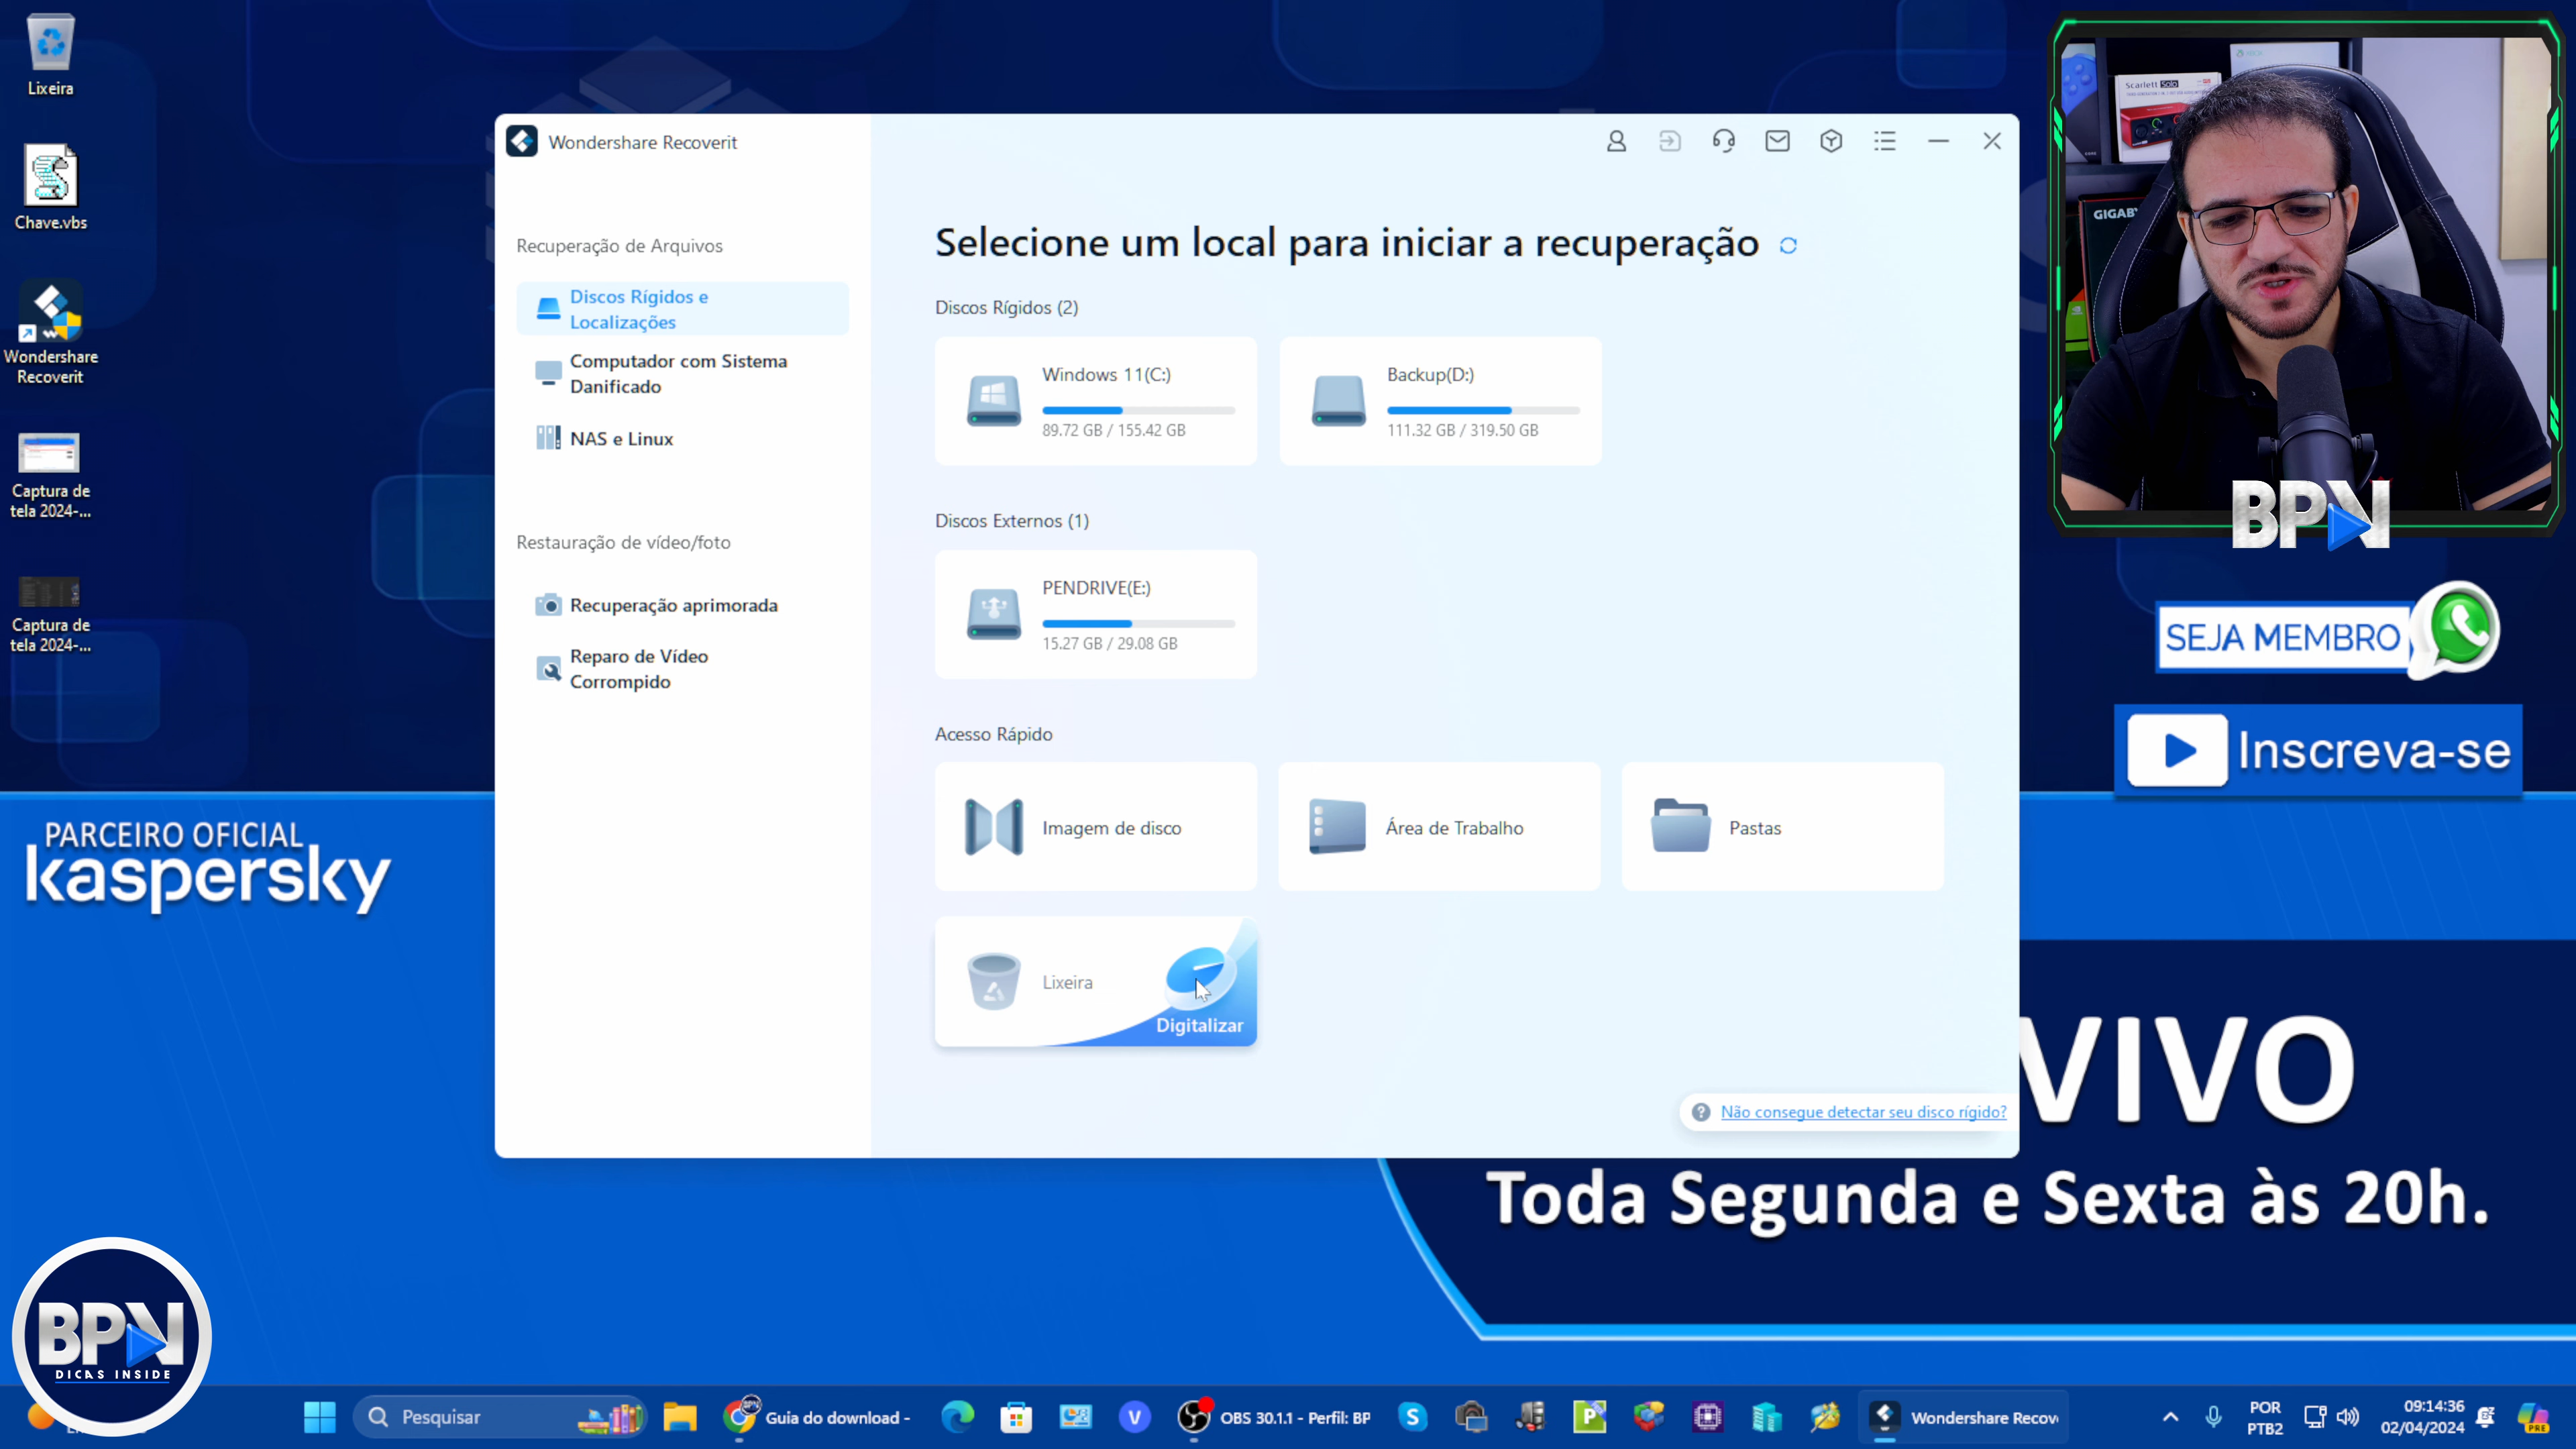 Lixeira
Chave.vbs
Wondershare
Recoverit
Captura de
tela 2024-...
Captura de
tela 2024-...
PARCEIRO OFICIAL
kaspersky
BPN
DICAS INSIDE
Wondershare Recoverit
Recuperação de Arquivos
Discos Rígidos e
Localizações
Computador com Sistema
Danificado
NAS e Linux
Restauração de vídeo/foto
Recuperação aprimorada
Reparo de Vídeo
Corrompido
Selecione um local para iniciar a recuperação
Discos Rígidos (2)
Windows 11(C:)
89.72 GB / 155.42 GB
Backup(D:)
111.32 GB / 319.50 GB
Discos Externos (1)
PENDRIVE(E:)
15.27 GB / 29.08 GB
Acesso Rápido
Imagem de disco
Área de Trabalho
Pastas
Lixeira
Digitalizar
Não consegue detectar seu disco rígido?
Scarlett Solo
GIGAB
BPN
SEJA MEMBRO
Inscreva-se
VIVO
Toda Segunda e Sexta às 20h.
Pesquisar
Guia do download -
OBS 30.1.1 - Perfil: BP
Wondershare Recov
POR
PTB2
09:14:36
02/04/2024
PRE